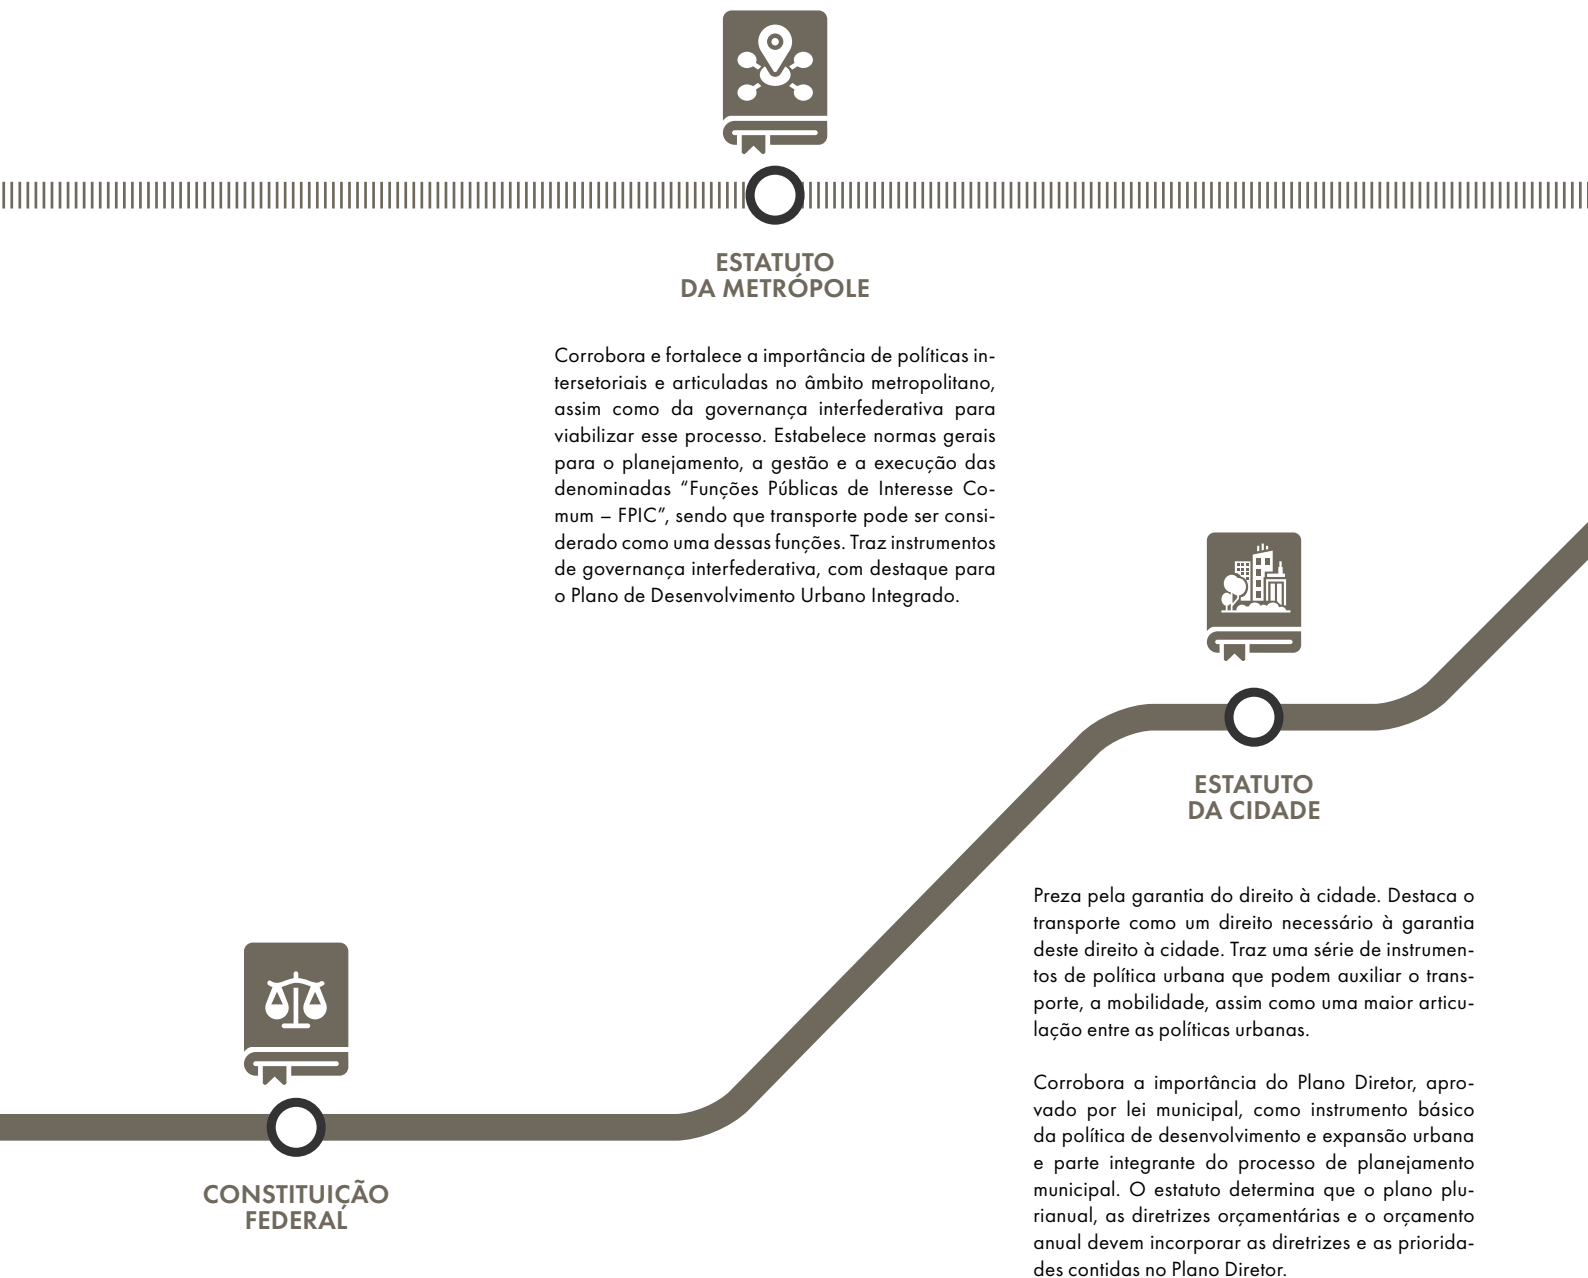 ESTATUTO
DA METRÓPOLE
Corrobora e fortalece a importância de políticas in-
tersetoriais e articuladas no âmbito metropolitano,
assim como da governança interfederativa para
viabilizar esse processo. Estabelece normas gerais
para o planejamento, a gestão e a execução das
denominadas “Funções Públicas de Interesse Co-
mum – FPIC”, sendo que transporte pode ser consi-
derado como uma dessas funções. Traz instrumentos
de governança interfederativa, com destaque para
o Plano de Desenvolvimento Urbano Integrado.
ESTATUTO
DA CIDADE
Preza pela garantia do direito à cidade. Destaca o
transporte como um direito necessário à garantia
deste direito à cidade. Traz uma série de instrumen-
tos de política urbana que podem auxiliar o trans-
porte, a mobilidade, assim como uma maior articu-
lação entre as políticas urbanas.
Corrobora a importância do Plano Diretor, apro-
vado por lei municipal, como instrumento básico
da política de desenvolvimento e expansão urbana
e parte integrante do processo de planejamento
municipal. O estatuto determina que o plano plu-
rianual, as diretrizes orçamentárias e o orçamento
anual devem incorporar as diretrizes e as priorida-
des contidas no Plano Diretor.
CONSTITUIÇÃO
FEDERAL